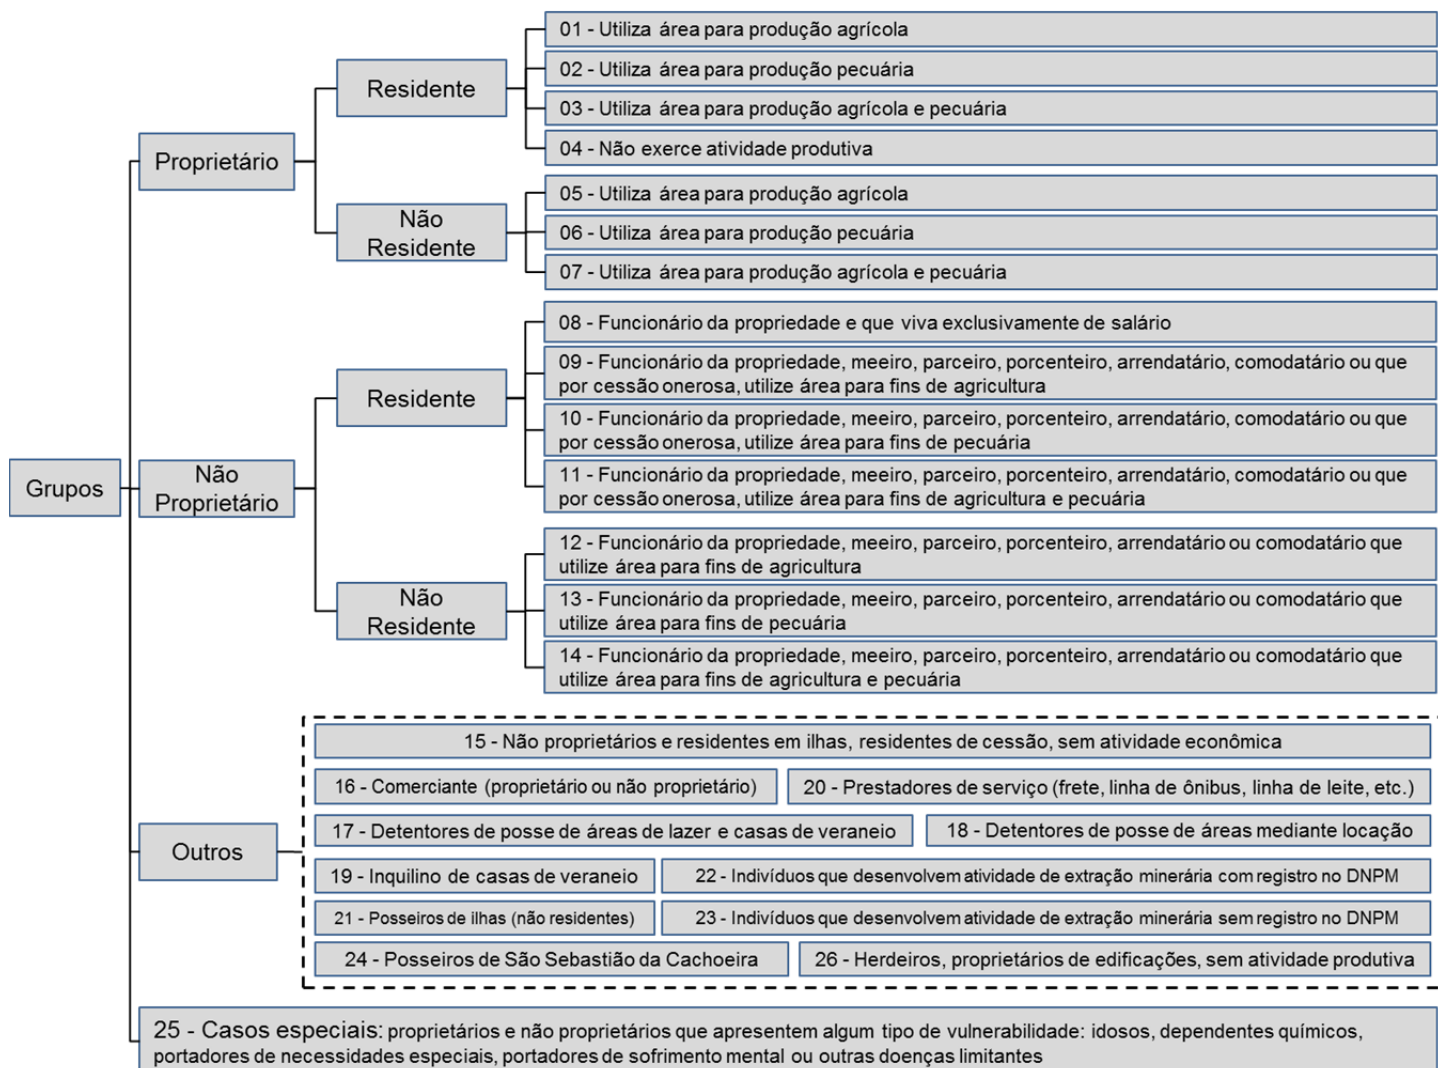 Grupos
Proprietário
Residente
01 - Utiliza área para produção agrícola
02 - Utiliza área para produção pecuária
03 - Utiliza área para produção agrícola e pecuária
04 - Não exerce atividade produtiva
Não
Residente
05 - Utiliza área para produção agrícola
06 - Utiliza área para produção pecuária
07 - Utiliza área para produção agrícola e pecuária
Não
Proprietário
Residente
08 - Funcionário da propriedade e que viva exclusivamente de salário
09 - Funcionário da propriedade, meeiro, parceiro, porcenteiro, arrendatário, comodatário ou que
por cessão onerosa, utilize área para fins de agricultura
10 - Funcionário da propriedade, meeiro, parceiro, porcenteiro, arrendatário, comodatário ou que
por cessão onerosa, utilize área para fins de pecuária
11 - Funcionário da propriedade, meeiro, parceiro, porcenteiro, arrendatário, comodatário ou que
por cessão onerosa, utilize área para fins de agricultura e pecuária
Não
Residente
12 - Funcionário da propriedade, meeiro, parceiro, porcenteiro, arrendatário ou comodatário que
utilize área para fins de agricultura
13 - Funcionário da propriedade, meeiro, parceiro, porcenteiro, arrendatário ou comodatário que
utilize área para fins de pecuária
14 - Funcionário da propriedade, meeiro, parceiro, porcenteiro, arrendatário ou comodatário que
utilize área para fins de agricultura e pecuária
Outros
15 - Não proprietários e residentes em ilhas, residentes de cessão, sem atividade econômica
16 - Comerciante (proprietário ou não proprietário)
20 - Prestadores de serviço (frete, linha de ônibus, linha de leite, etc.)
17 - Detentores de posse de áreas de lazer e casas de veraneio
18 - Detentores de posse de áreas mediante locação
19 - Inquilino de casas de veraneio
22 - Indivíduos que desenvolvem atividade de extração minerária com registro no DNPM
21 - Posseiros de ilhas (não residentes)
23 - Indivíduos que desenvolvem atividade de extração minerária sem registro no DNPM
24 - Posseiros de São Sebastião da Cachoeira
26 - Herdeiros, proprietários de edificações, sem atividade produtiva
25 - Casos especiais: proprietários e não proprietários que apresentem algum tipo de vulnerabilidade: idosos, dependentes químicos,
portadores de necessidades especiais, portadores de sofrimento mental ou outras doenças limitantes